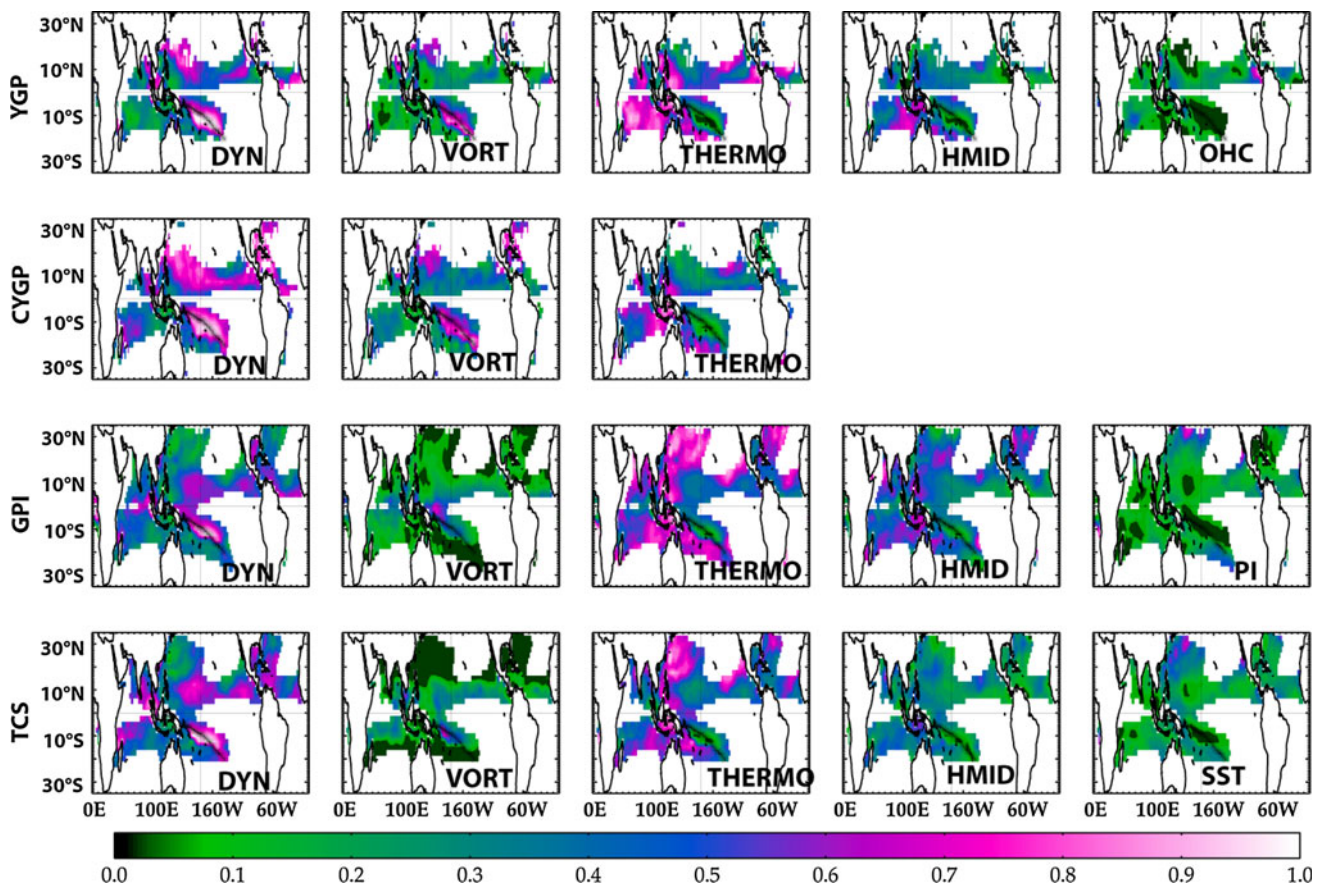 30°N
10°N
10°S
30°S
YGP
DYN
VORT
THERMO
HMID
OHC
30°N
10°N
10°S
30°S
CYGP
DYN
VORT
THERMO
30°N
10°N
10°S
30°S
GPI
DYN
VORT
THERMO
HMID
PI
30°N
10°N
10°S
30°S
TCS
DYN
VORT
THERMO
HMID
SST
0E 100E 160W 60W 0E 100E 160W 60W 0E 100E 160W 60W 0E 100E 160W 60W 0E 100E 160W 60W
0.0 0.1 0.2 0.3 0.4 0.5 0.6 0.7 0.8 0.9 1.0